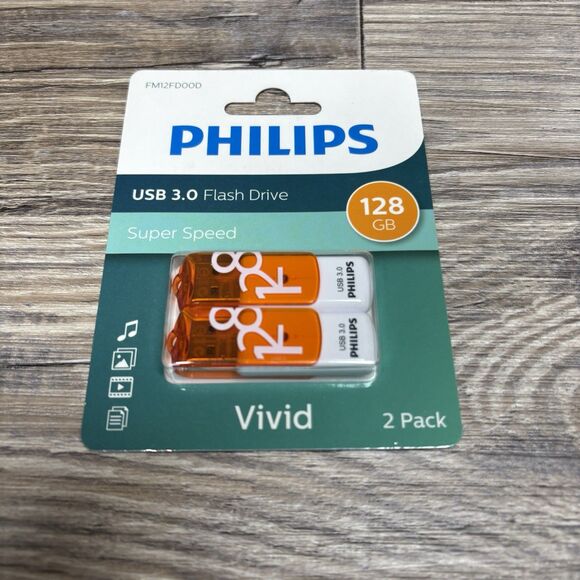 FM12FD00D
PHILIPS
USB 3.0 Flash Drive
128
GB
Super Speed
128
USB 3.0
PHILIPS
128
USB 3.0
PHILIPS
Vivid
2 Pack